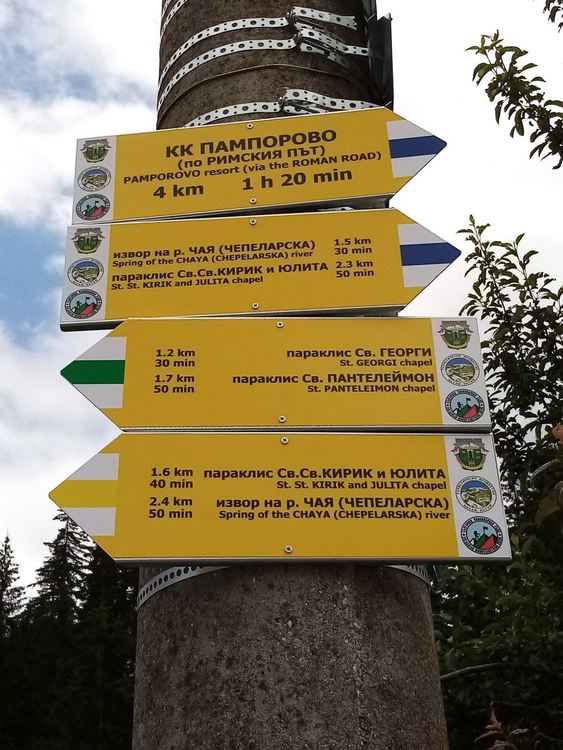 КК ПАМПОРОВО
(по РИМСКИЯ ПЪТ)
PAMPOROVO resort (via the ROMAN ROAD)
4 km 1 h 20 min
извор на р. ЧАЯ (ЧЕПЕЛАРСКА) 1.5 km
Spring of the CHAYA (CHEPELARSKA) river 30 min
параклис Св.Св.КИРИК и ЮЛИТА 2.3 km
St. St. KIRIK and JULITA chapel 50 min
1.2 km параклис Св. ГЕОРГИ
30 min St. GEORGI chapel
1.7 km параклис Св. ПАНТЕЛЕЙМОН
50 min St. PANTELEIMON chapel
1.6 km параклис Св.Св.КИРИК и ЮЛИТА
40 min St. St. KIRIK and JULITA chapel
2.4 km извор на р. ЧАЯ (ЧЕПЕЛАРСКА)
50 min Spring of the CHAYA (CHEPELARSKA) river